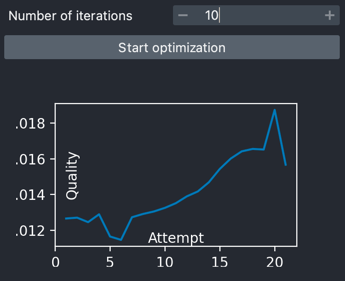 Number of iterations
− 10 +
Start optimization
.018
.016
.014
.012
Quality
Attempt
0 5 10 15 20